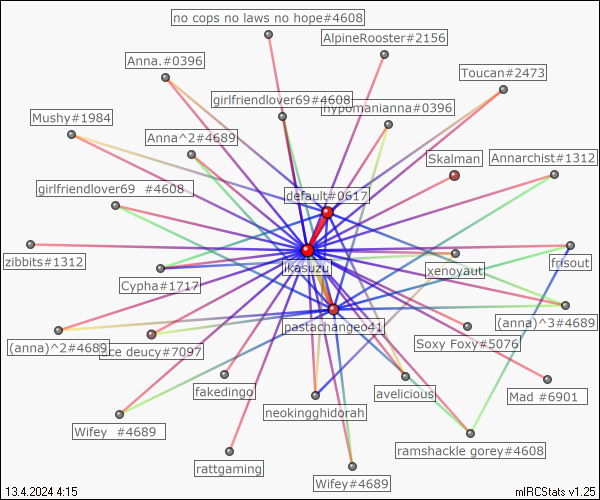 no cops no laws no hope#4608
AlpineRooster#2156
Anna.#0396
Toucan#2473
girlfriendlover69#4608
hypomanianna#0396
Mushy#1984
Anna^2#4689
Skalman
Annarchist#1312
girlfriendlover69 #4608
default#0617
zibbits#1312
ikasuzu
xenoyaut
frisout
Cypha#1717
pastachangeo41
(anna)^3#4689
(anna)^2#4689
deucy#7097
Soxy Foxy#5076
fakedingo
avelicious
Mad #6901
neokingghidorah
Wifey #4689
ramshackle gorey#4608
rattgaming
Wifey#4689
13.4.2024 4:15
mIRCStats v1.25